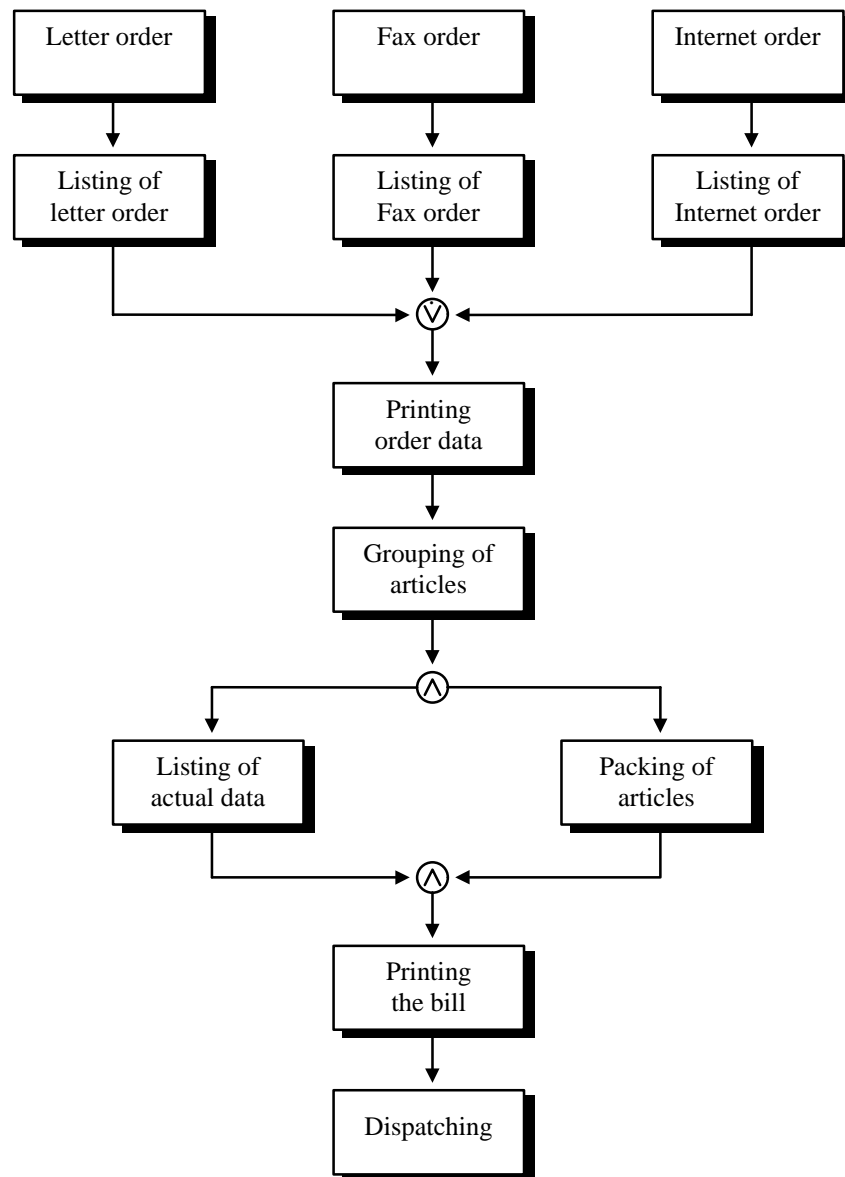 Letter order
Fax order
Internet order
Listing of
letter order
Listing of
Fax order
Listing of
Internet order
Printing
order data
Grouping of
articles
Listing of
actual data
Packing of
articles
Printing
the bill
Dispatching